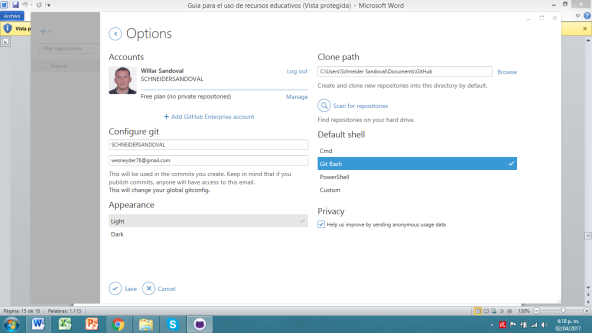 Guia para el uso de recursos educativos (Vista protegida) - Microsoft Word
Archivo
Vista p
Filter repositories
Tutorial
Options
Accounts
Willar Sandoval
SCHNEIDERSANDOVAL
Log out
Free plan (no private repositories)
Manage
+ Add GitHub Enterprise account
Configure git
SCHNEIDERSANDOVAL
wesneyder78@gmail.com
This will be used in the commits you create. Keep in mind that if you
publish commits, anyone will have access to this email.
This will change your global gitconfig.
Appearance
Light
Dark
Save
Cancel
Clone path
C:\Users\Schneider Sandoval\Documents\GitHub
Browse
Create and clone new repositories into this directory by default.
Scan for repositories
Find repositories on your hard drive.
Default shell
Cmd
Git Bash
PowerShell
Custom
Privacy
Help us improve by sending anonymous usage data
Página: 15 de 18
Palabras: 1.115
130%
4:18 p. m.
02/04/2017